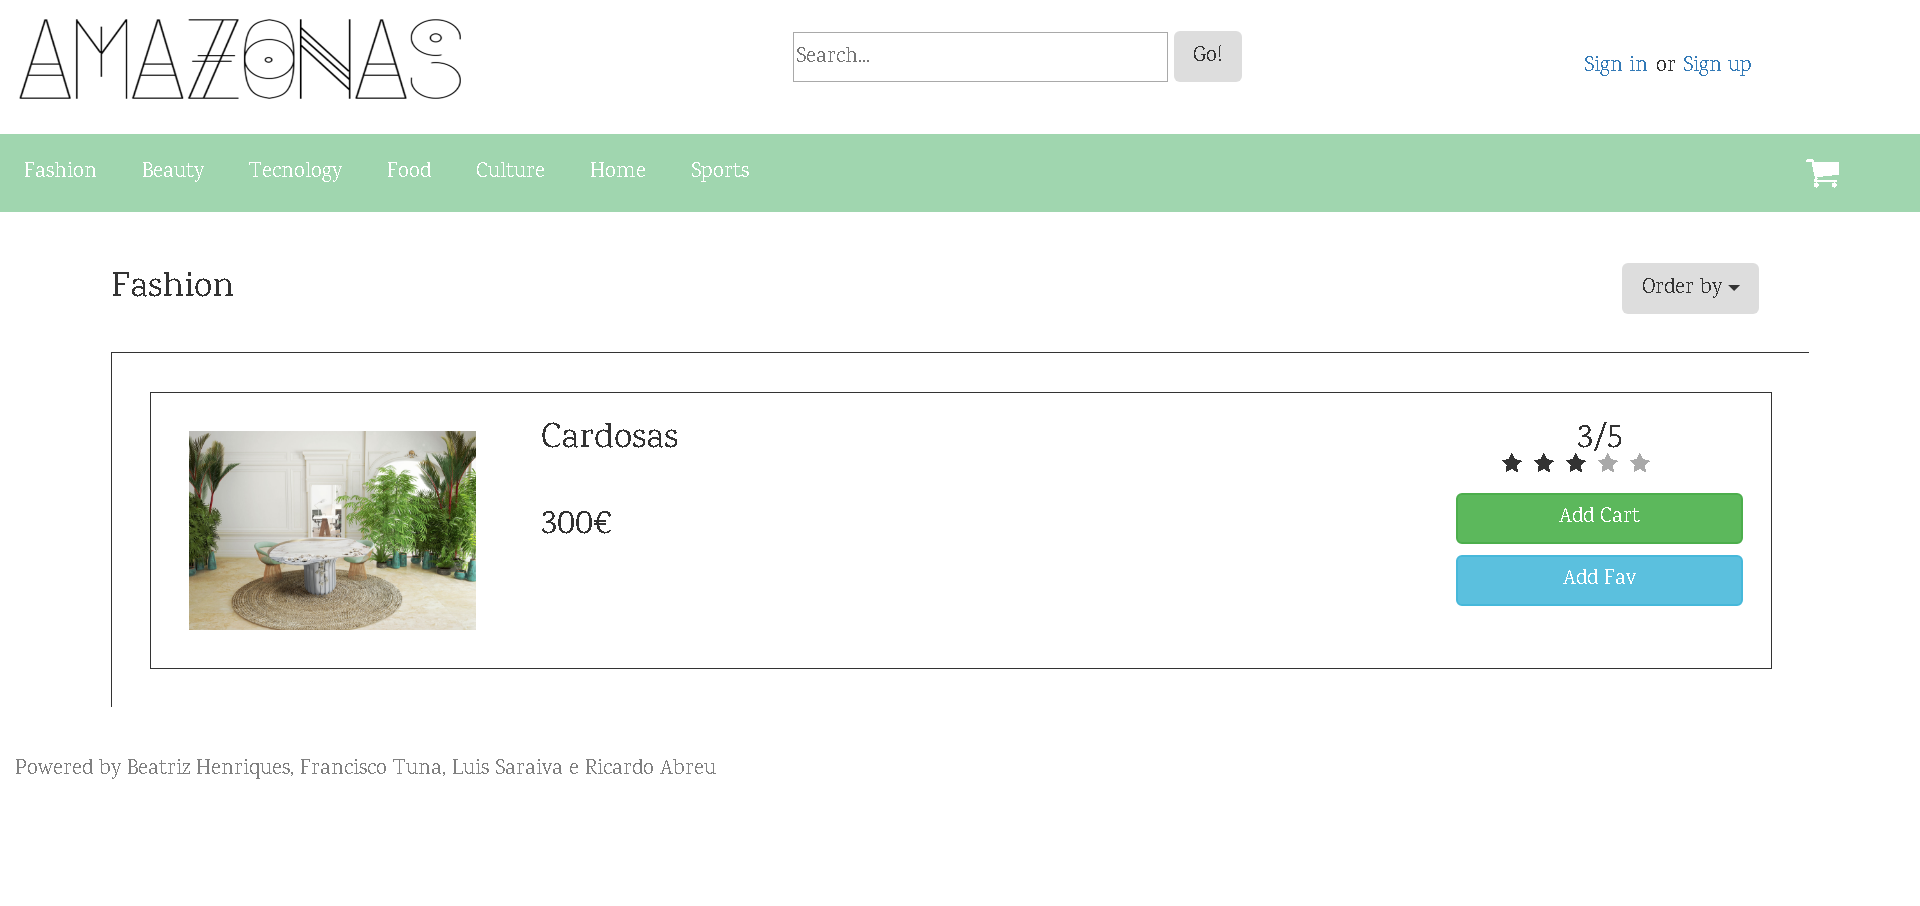 AMAZONAS
Search...
Go!
Sign in or Sign up
Fashion
Beauty
Tecnology
Food
Culture
Home
Sports
Fashion
Order by
Cardosas
3/5
300€
Add Cart
Add Fav
Powered by Beatriz Henriques, Francisco Tuna, Luis Saraiva e Ricardo Abreu